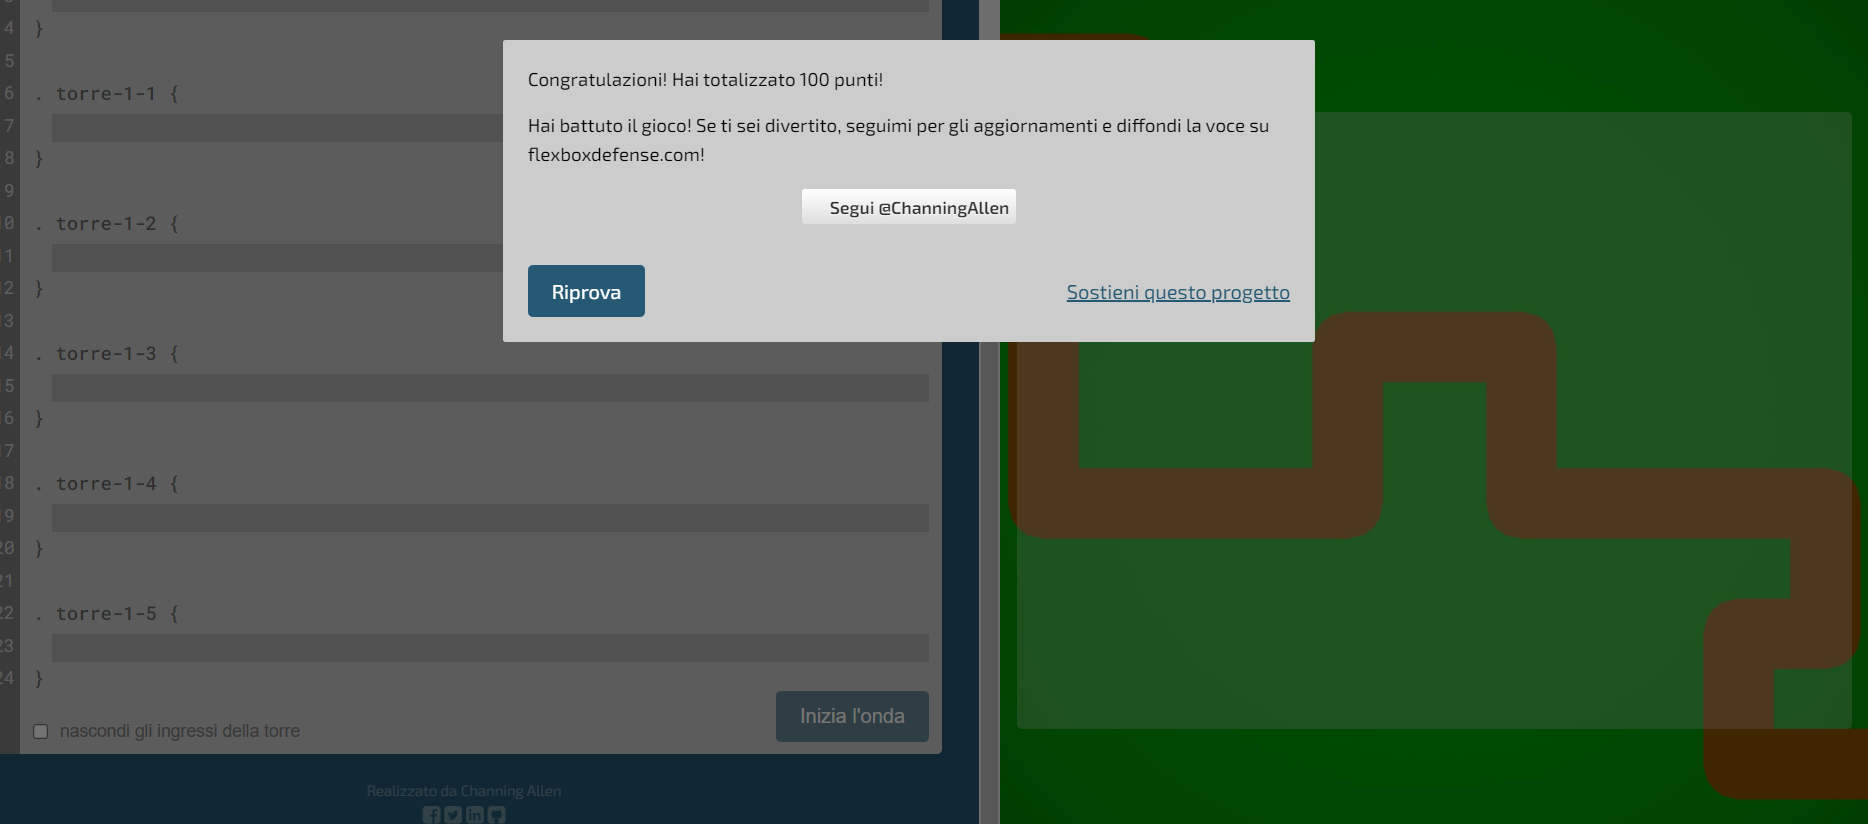 4 }
5
6 . torre-1-1 {
7
8 }
9
10 . torre-1-2 {
11
12 }
13
14 . torre-1-3 {
15
16 }
17
18 . torre-1-4 {
19
20 }
21
22 . torre-1-5 {
23
24 }
nascondi gli ingressi della torre
Inizia l'onda
Realizzato da Channing Allen
Congratulazioni! Hai totalizzato 100 punti!
Hai battuto il gioco! Se ti sei divertito, seguimi per gli aggiornamenti e diffondi la voce su
flexboxdefense.com!
Segui @ChanningAllen
Riprova
Sostieni questo progetto